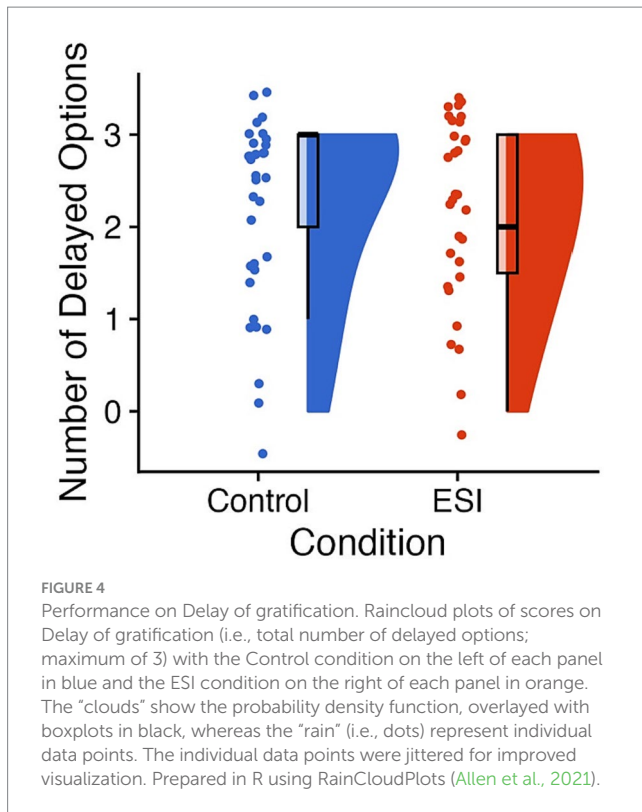 Number of Delayed Options
3
2
1
0
Control
ESI
Condition
FIGURE 4
Performance on Delay of gratification. Raincloud plots of scores on
Delay of gratification (i.e., total number of delayed options;
maximum of 3) with the Control condition on the left of each panel
in blue and the ESI condition on the right of each panel in orange.
The “clouds” show the probability density function, overlayed with
boxplots in black, whereas the “rain” (i.e., dots) represent individual
data points. The individual data points were jittered for improved
visualization. Prepared in R using RainCloudPlots (Allen et al., 2021).